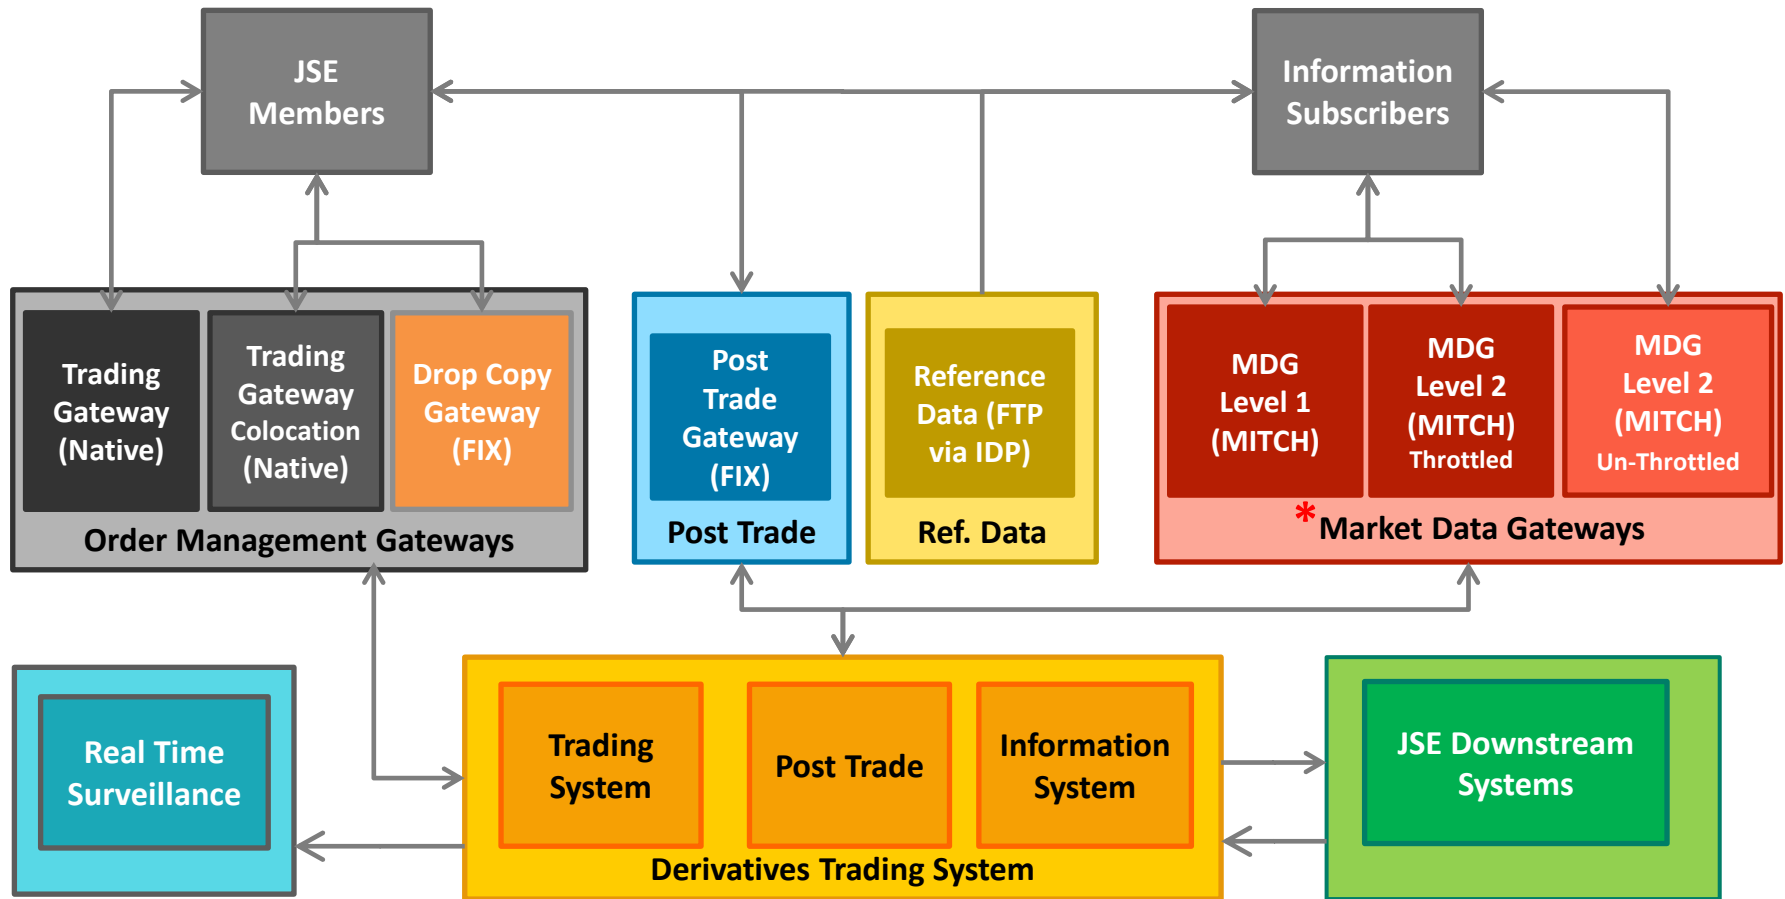 JSE
Members
Information
Subscribers
Trading
Gateway
(Native)
Trading
Gateway
Colocation
(Native)
Drop Copy
Gateway
(FIX)
Order Management Gateways
Post
Trade
Gateway
(FIX)
Post Trade
Reference
Data (FTP
via IDP)
Ref. Data
MDG
Level 1
(MITCH)
MDG
Level 2
(MITCH)
Throttled
MDG
Level 2
(MITCH)
Un-Throttled
*Market Data Gateways
Real Time
Surveillance
Trading
System
Post Trade
Information
System
Derivatives Trading System
JSE Downstream
Systems